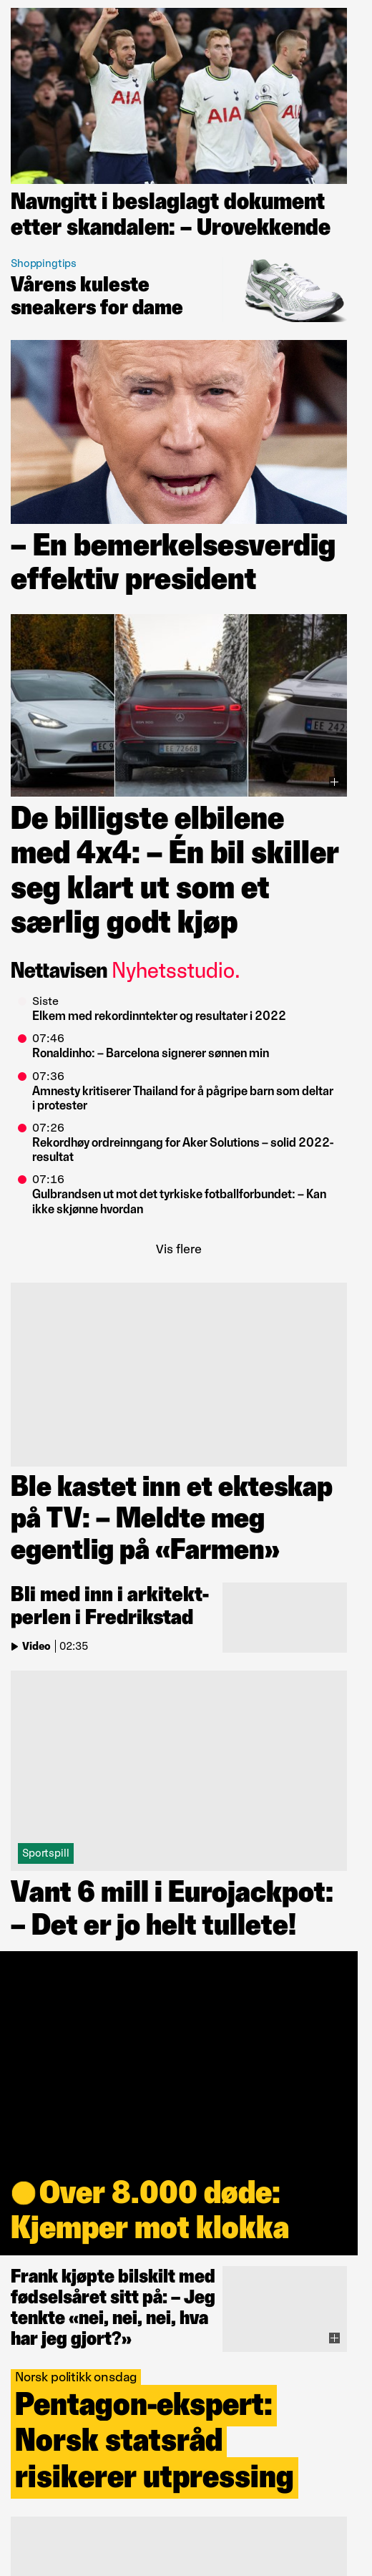 AIA
AIA
AIA
Navngitt i beslaglagt dokument
etter skandalen: – Urovekkende
Shoppingtips
Vårens kuleste
sneakers for dame
– En bemerkelsesverdig
effektiv president
De billigste elbilene
med 4x4: – Én bil skiller
seg klart ut som et
særlig godt kjøp
Nettavisen Nyhetsstudio.
Siste
Elkem med rekordinntekter og resultater i 2022
07:46
Ronaldinho: – Barcelona signerer sønnen min
07:36
Amnesty kritiserer Thailand for å pågripe barn som deltar
i protester
07:26
Rekordhøy ordreinngang for Aker Solutions – solid 2022-
resultat
07:16
Gulbrandsen ut mot det tyrkiske fotballforbundet: – Kan
ikke skjønne hvordan
Vis flere
Ble kastet inn et ekteskap
på TV: – Meldte meg
egentlig på «Farmen»
Bli med inn i arkitekt-
perlen i Fredrikstad
Video | 02:35
Sportspill
Vant 6 mill i Eurojackpot:
– Det er jo helt tullete!
Over 8.000 døde:
Kjemper mot klokka
Frank kjøpte bilskilt med
fødselsåret sitt på: – Jeg
tenkte «nei, nei, nei, hva
har jeg gjort?»
Norsk politikk onsdag
Pentagon-ekspert:
Norsk statsråd
risikerer utpressing